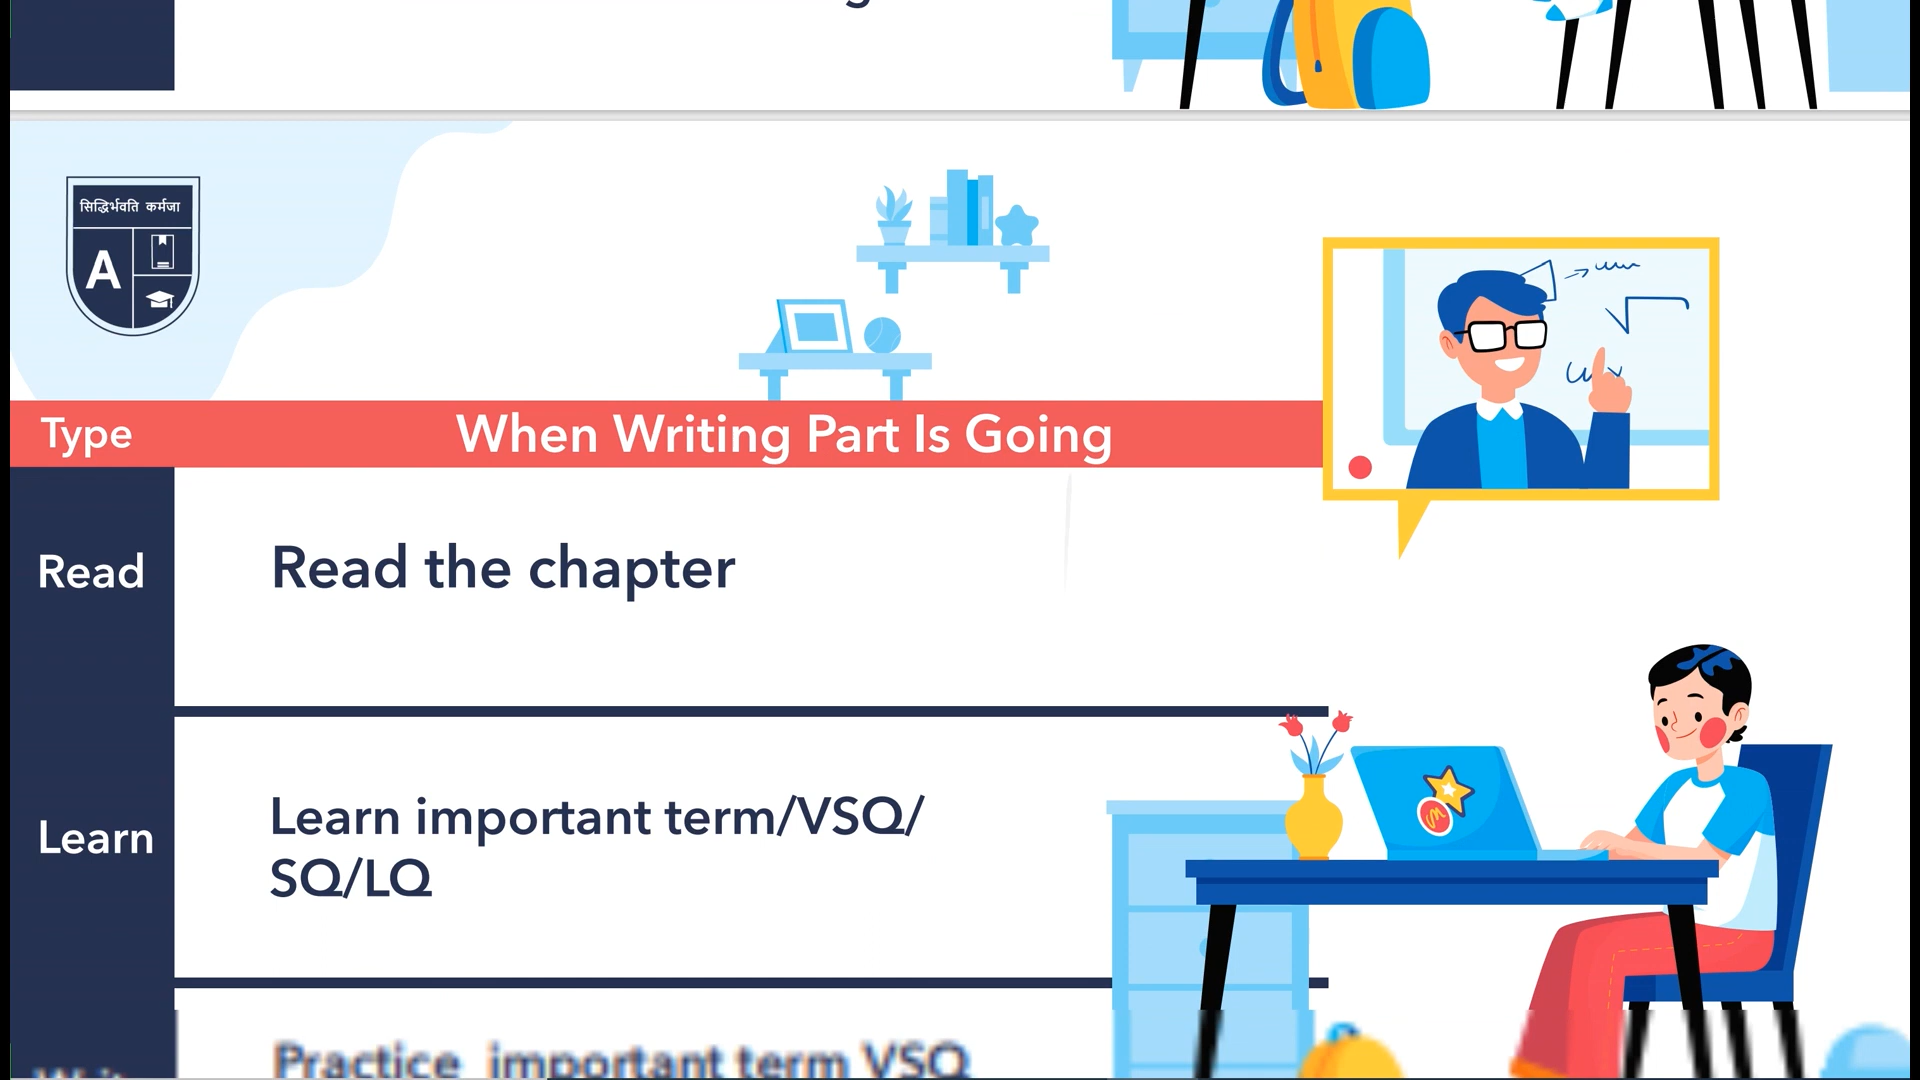 सिद्धिर्भवति कर्मजा
A
Type When Writing Part Is Going
Read Read the chapter
Learn Learn important term/VSQ/
SQ/LQ
Practice important term VSQ